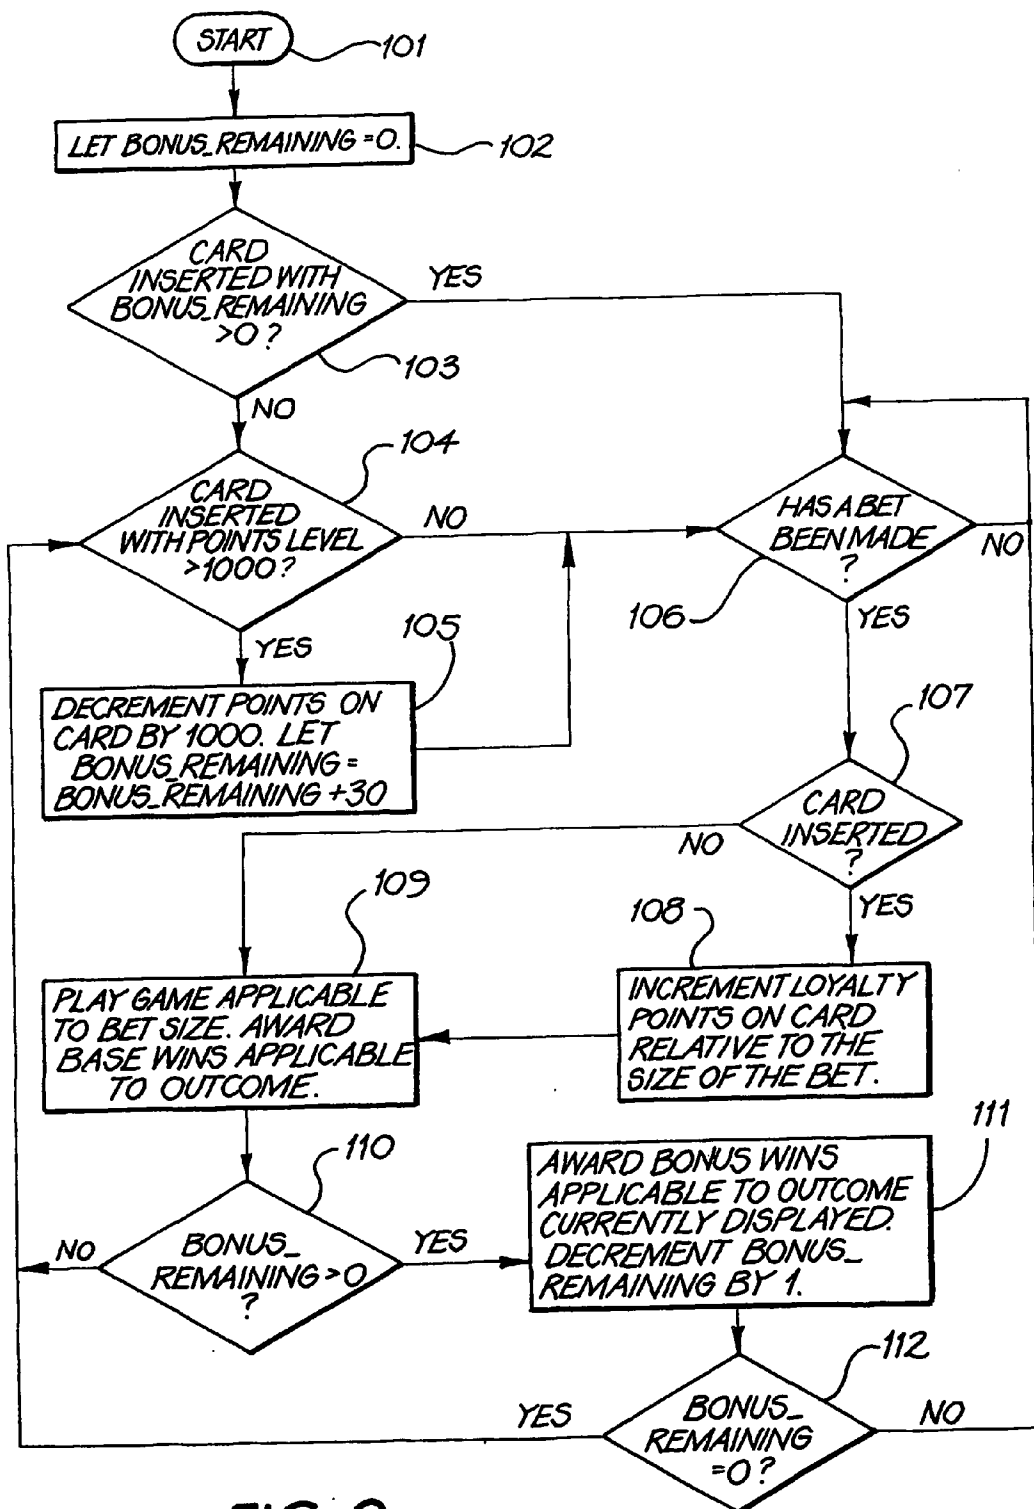 START
101
LET BONUS_REMAINING = 0.
102
CARD
INSERTED WITH
BONUS_REMAINING
>0?
YES
103
NO
104
CARD
INSERTED
WITH POINTS LEVEL
>1000?
NO
HAS A BET
BEEN MADE
?
NO
106
YES
YES
105
DECREMENT POINTS ON
CARD BY 1000. LET
BONUS_REMAINING =
BONUS_REMAINING +30
107
CARD
INSERTED
?
NO
YES
109
108
PLAY GAME APPLICABLE
TO BET SIZE. AWARD
BASE WINS APPLICABLE
TO OUTCOME.
INCREMENT LOYALTY
POINTS ON CARD
RELATIVE TO THE
SIZE OF THE BET.
110
111
BONUS_
REMAINING >0
?
NO
YES
AWARD BONUS WINS
APPLICABLE TO OUTCOME
CURRENTLY DISPLAYED.
DECREMENT BONUS_
REMAINING BY 1.
112
BONUS_
REMAINING
=0?
YES
NO